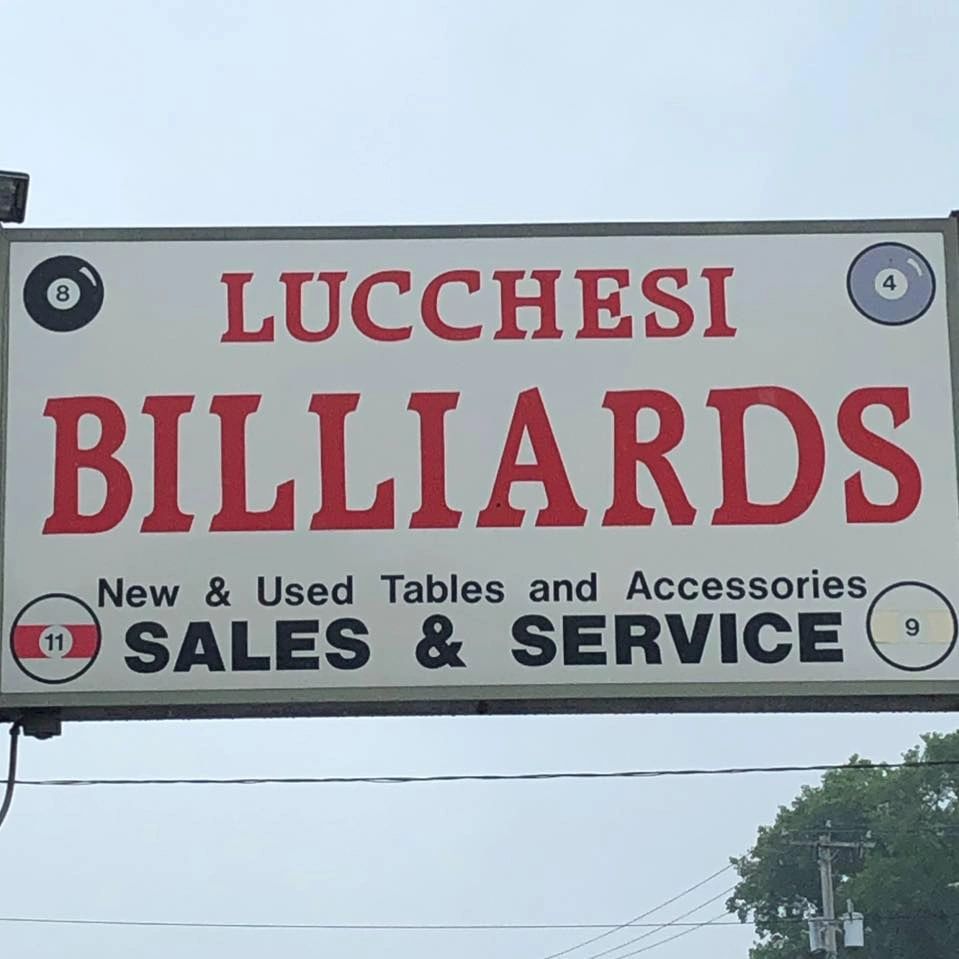 8
4
LUCCHESI
BILLIARDS
New & Used Tables and Accessories
11
SALES & SERVICE
9